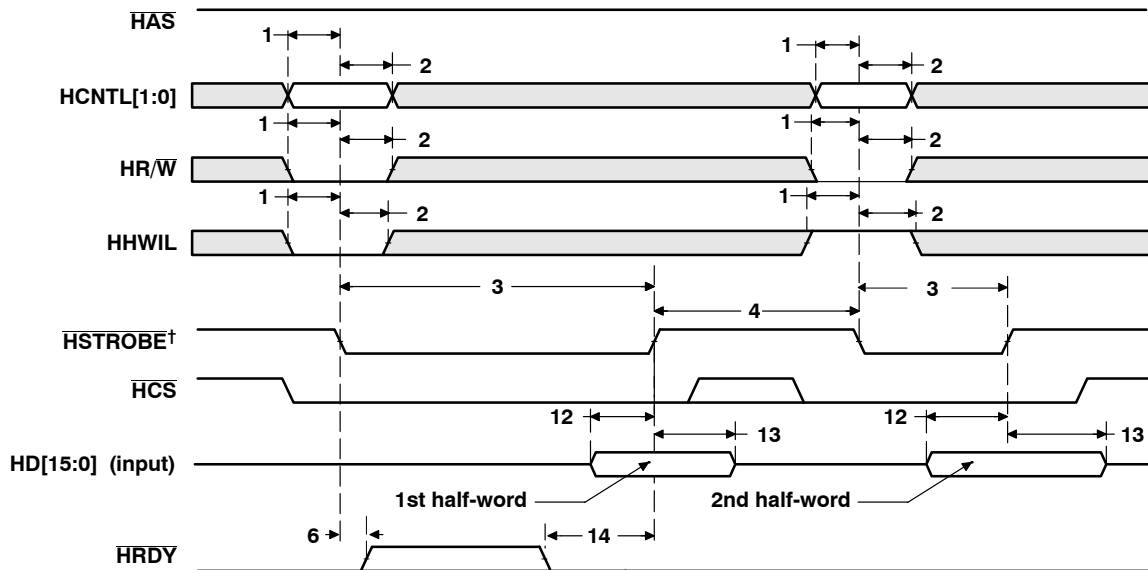 HAS
1
2
HCNTL[1:0]
1
2
HR/W
1
2
HHWIL
1
2
1
2
1
2
1
2
3
4
3
HSTROBE†
HCS
12
13
12
13
HD[15:0] (input)
1st half-word
2nd half-word
6
14
HRDY